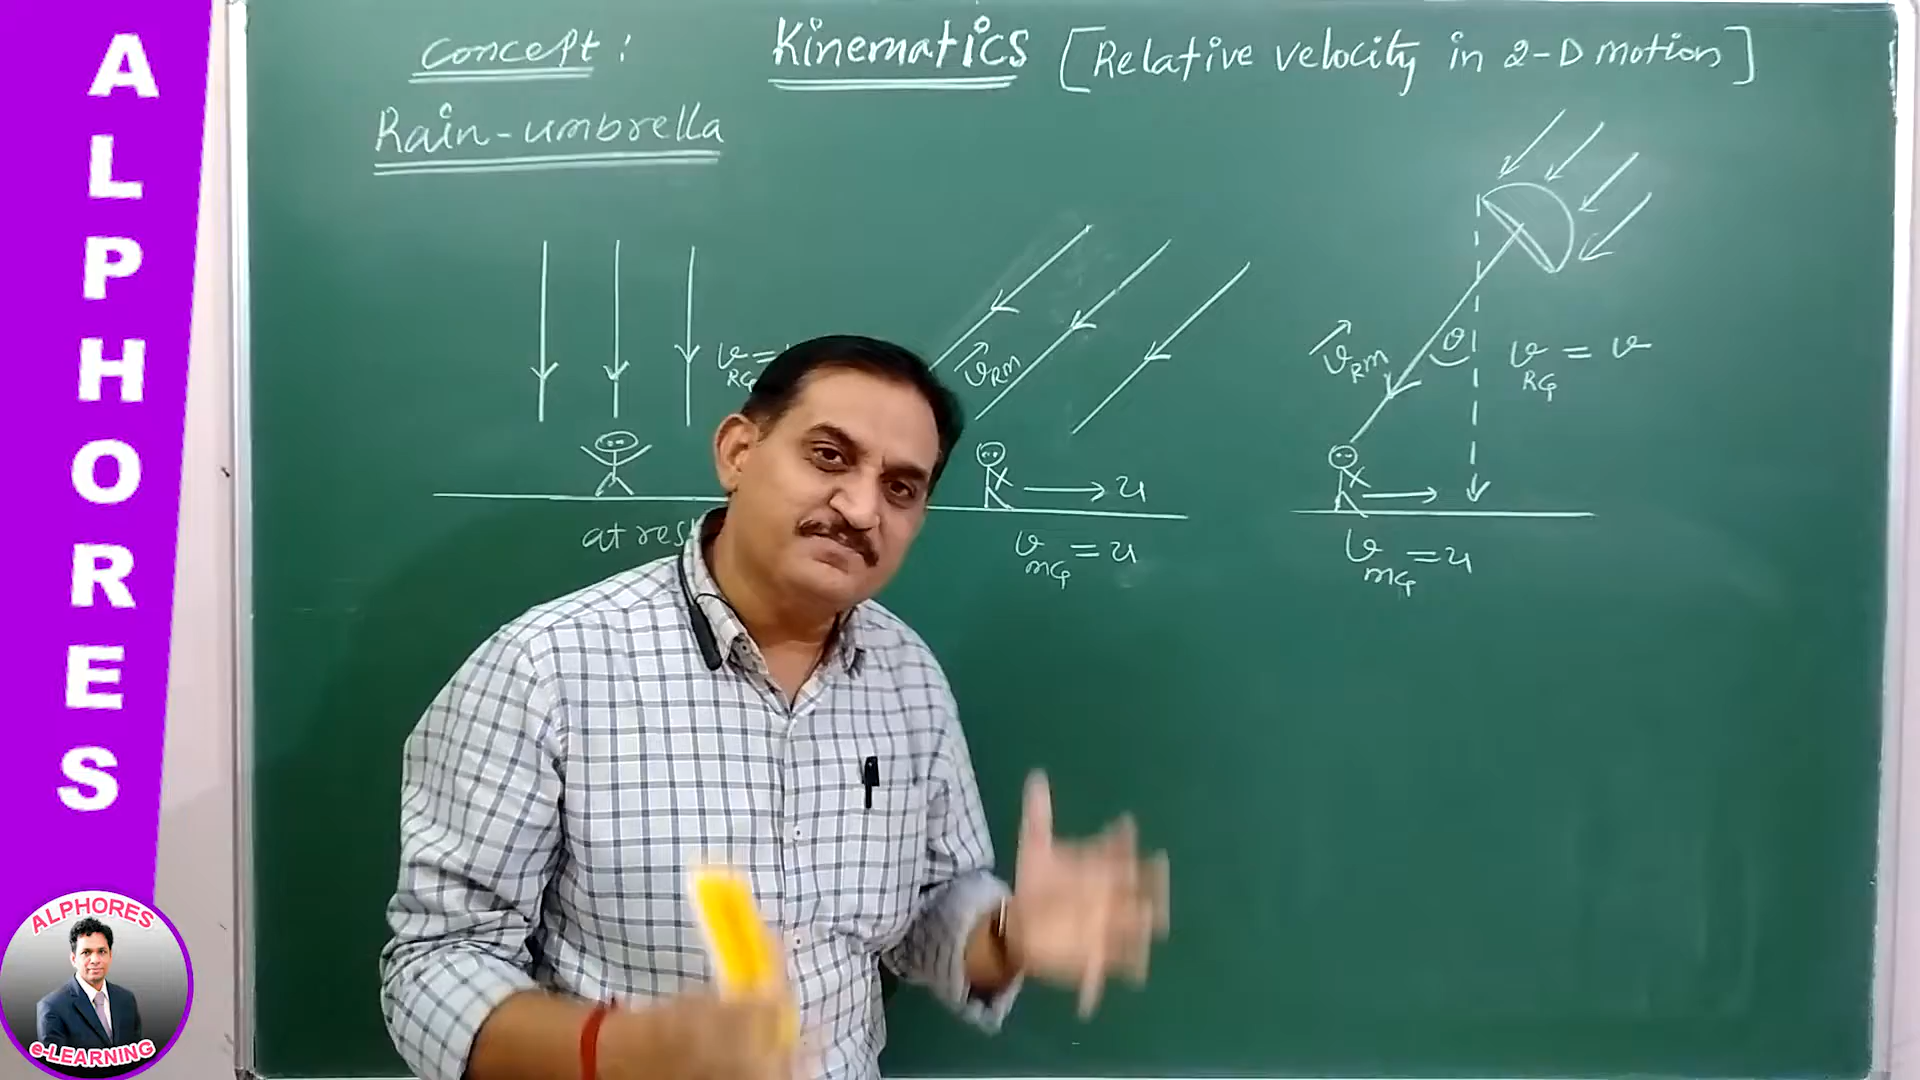 ALPHORES
concept :
Kinematics [Relative velocity in 2-D motion]
Rain-umbrella
v RG =
at res
v RM
u
v mG = u
v RM
θ
v RG = v
v mG = u
ALPHORES
e-LEARNING